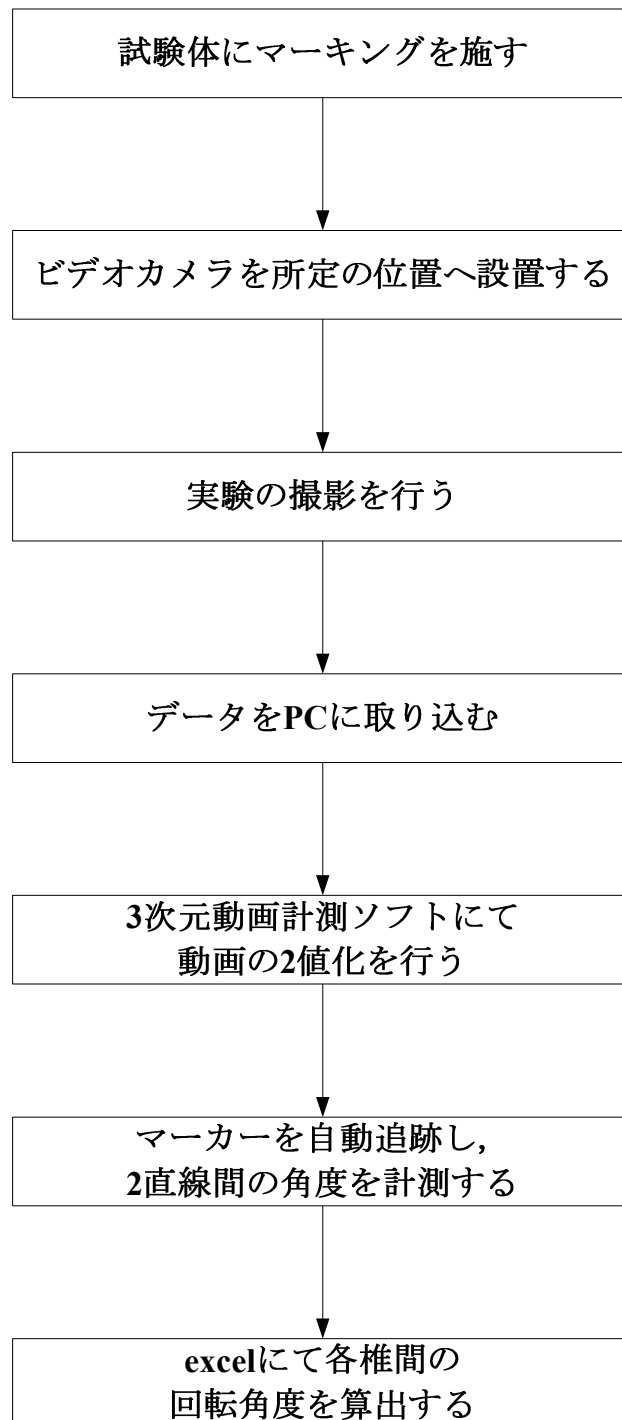 試験体にマーキングを施す
ビデオカメラを所定の位置へ設置する
実験の撮影を行う
データをPCに取り込む
3次元動画計測ソフトにて
動画の2値化を行う
マーカーを自動追跡し,
2直線間の角度を計測する
excelにて各椎間の
回転角度を算出する